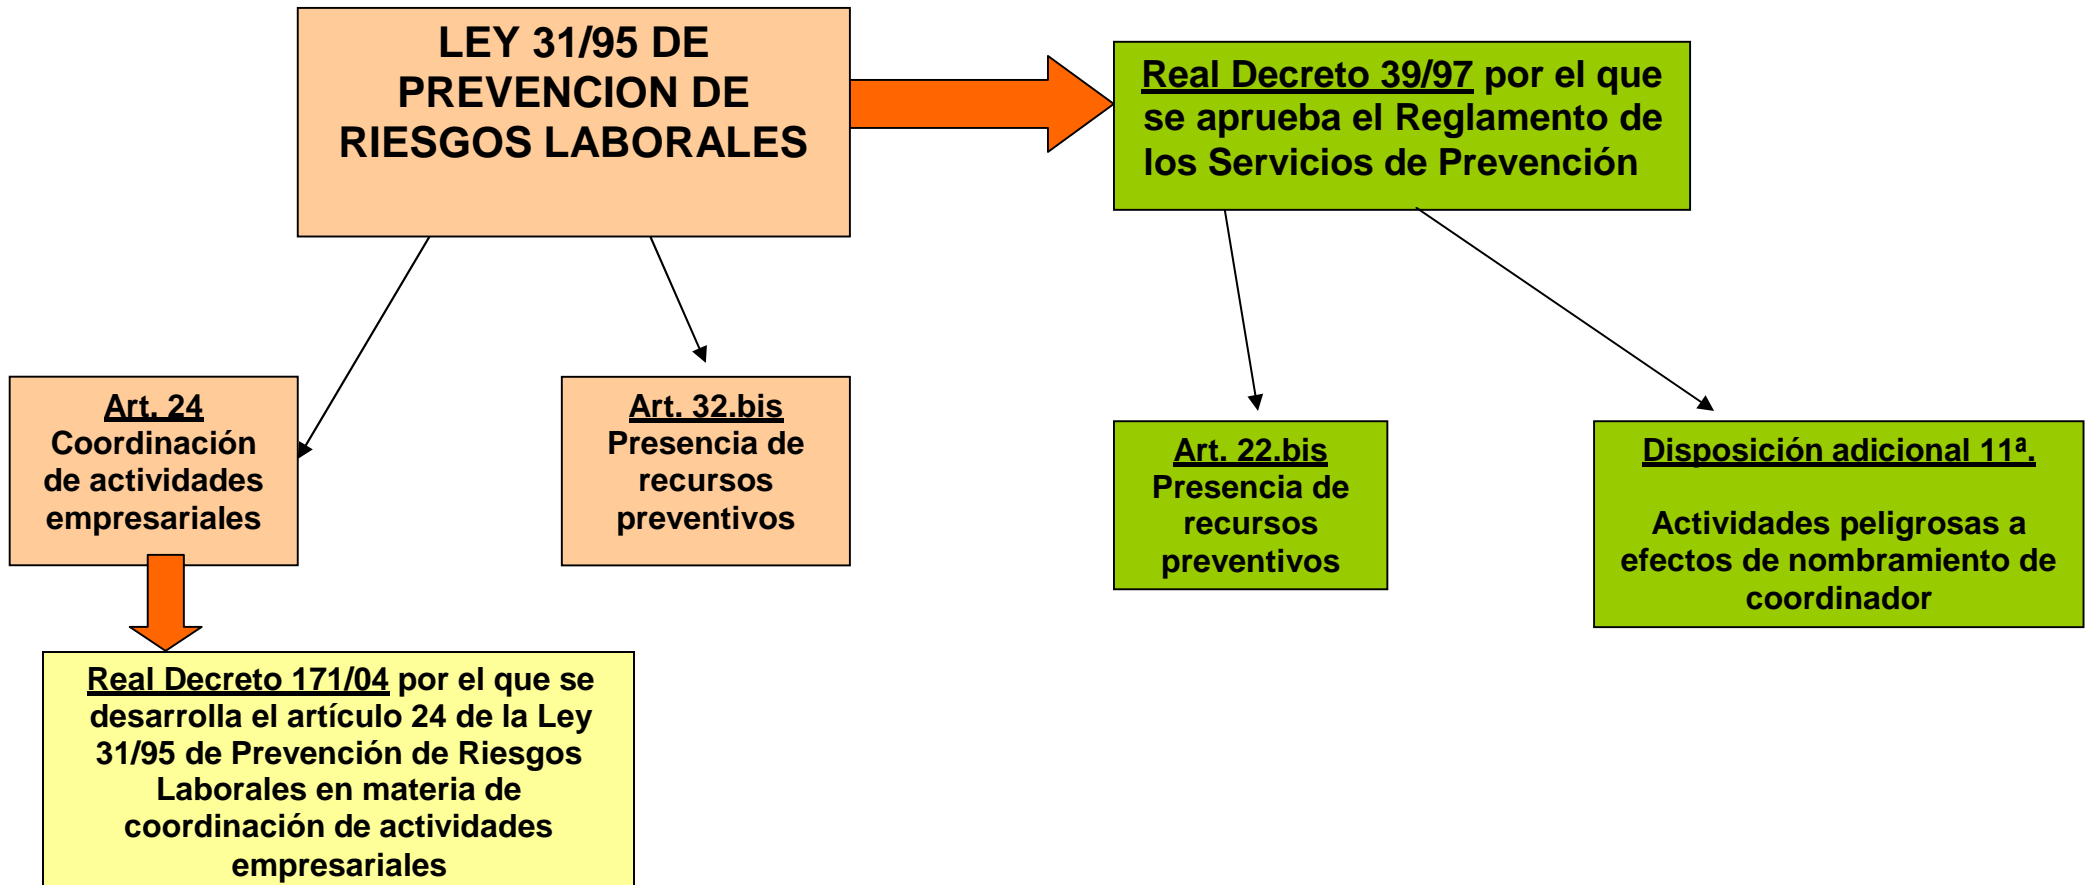 LEY 31/95 DE
PREVENCION DE
RIESGOS LABORALES
Real Decreto 39/97 por el que
se aprueba el Reglamento de
los Servicios de Prevención
Art. 24
Coordinación
de actividades
empresariales
Art. 32.bis
Presencia de
recursos
preventivos
Art. 22.bis
Presencia de
recursos
preventivos
Disposición adicional 11ª.
Actividades peligrosas a
efectos de nombramiento de
coordinador
Real Decreto 171/04 por el que se
desarrolla el artículo 24 de la Ley
31/95 de Prevención de Riesgos
Laborales en materia de
coordinación de actividades
empresariales